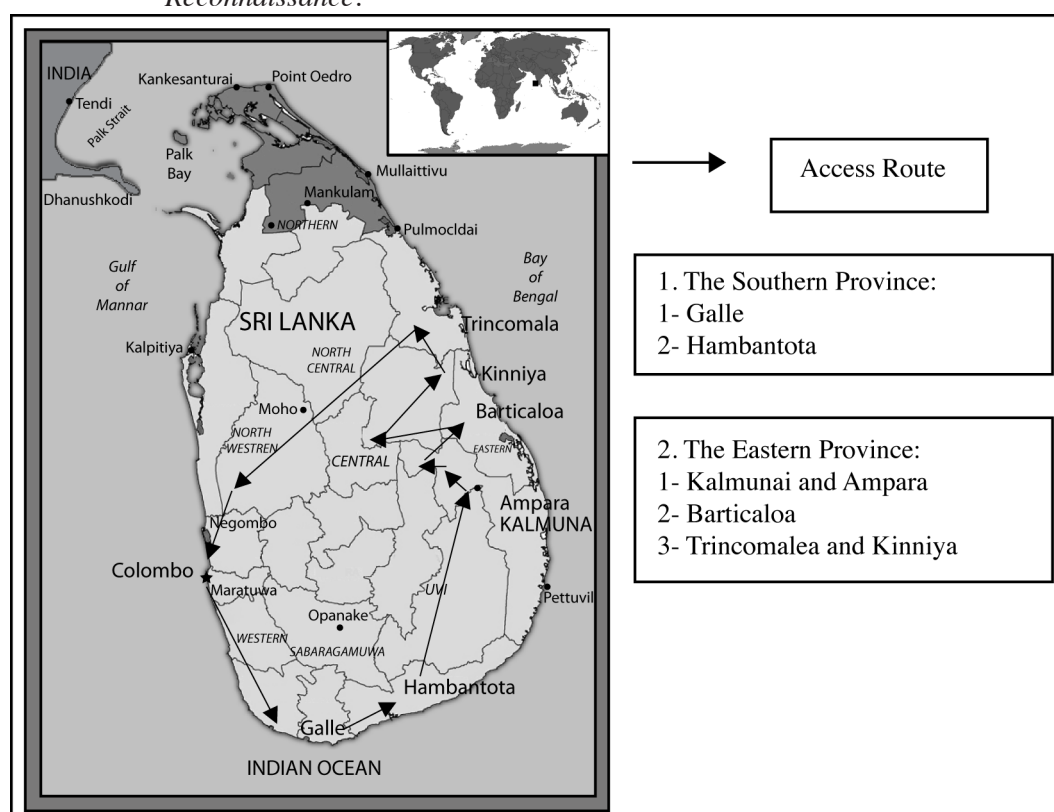 Reconnaissance:
INDIA
Kankesanturai
Point Oedro
Tendi
Palk Strait
Palk
Bay
Mullaittivu
Dhanushkodi
Mankulam
NORTHERN
Pulmocldai
Gulf
of
Mannar
Bay
of
Bengal
SRI LANKA
Trincomala
Kalpitiya
NORTH
CENTRAL
Kinniya
Moho
Barticaloa
NORTH
WESTREN
EASTERN
CENTRAL
Ampara
KALMUNA
Negombo
Colombo
Maratuwa
UVI
Pettuvil
Opanake
WESTERN
SABARAGAMUWA
Hambantota
Galle
INDIAN OCEAN
Access Route
1. The Southern Province:
1- Galle
2- Hambantota
2. The Eastern Province:
1- Kalmunai and Ampara
2- Barticaloa
3- Trincomalea and Kinniya